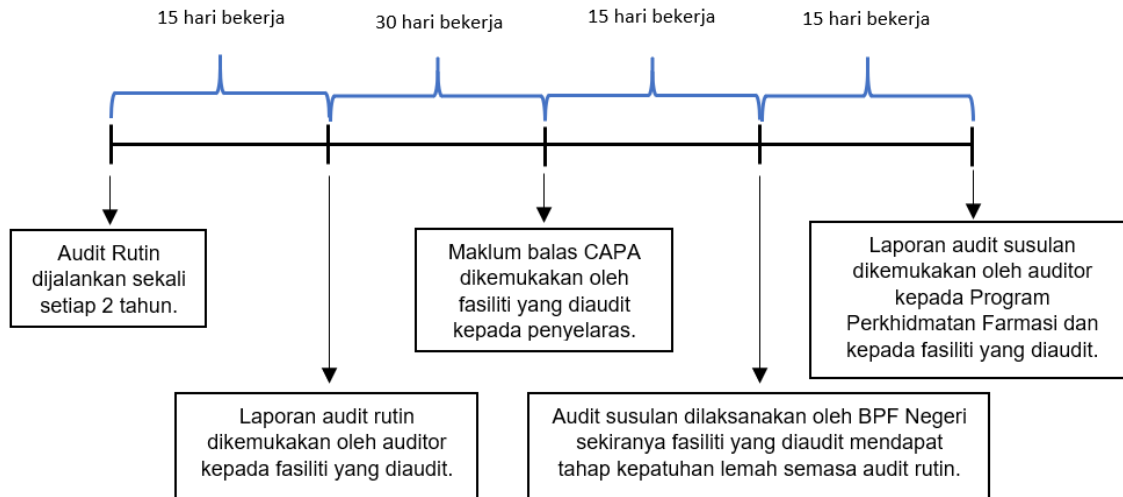 15 hari bekerja
30 hari bekerja
15 hari bekerja
15 hari bekerja
Audit Rutin
dijalankan sekali
setiap 2 tahun.
Maklum balas CAPA
dikemukakan oleh
fasiliti yang diaudit
kepada penyelaras.
Laporan audit susulan
dikemukakan oleh auditor
kepada Program
Perkhidmatan Farmasi dan
kepada fasiliti yang diaudit.
Laporan audit rutin
dikemukakan oleh auditor
kepada fasiliti yang diaudit.
Audit susulan dilaksanakan oleh BPF Negeri
sekiranya fasiliti yang diaudit mendapat
tahap kepatuhan lemah semasa audit rutin.